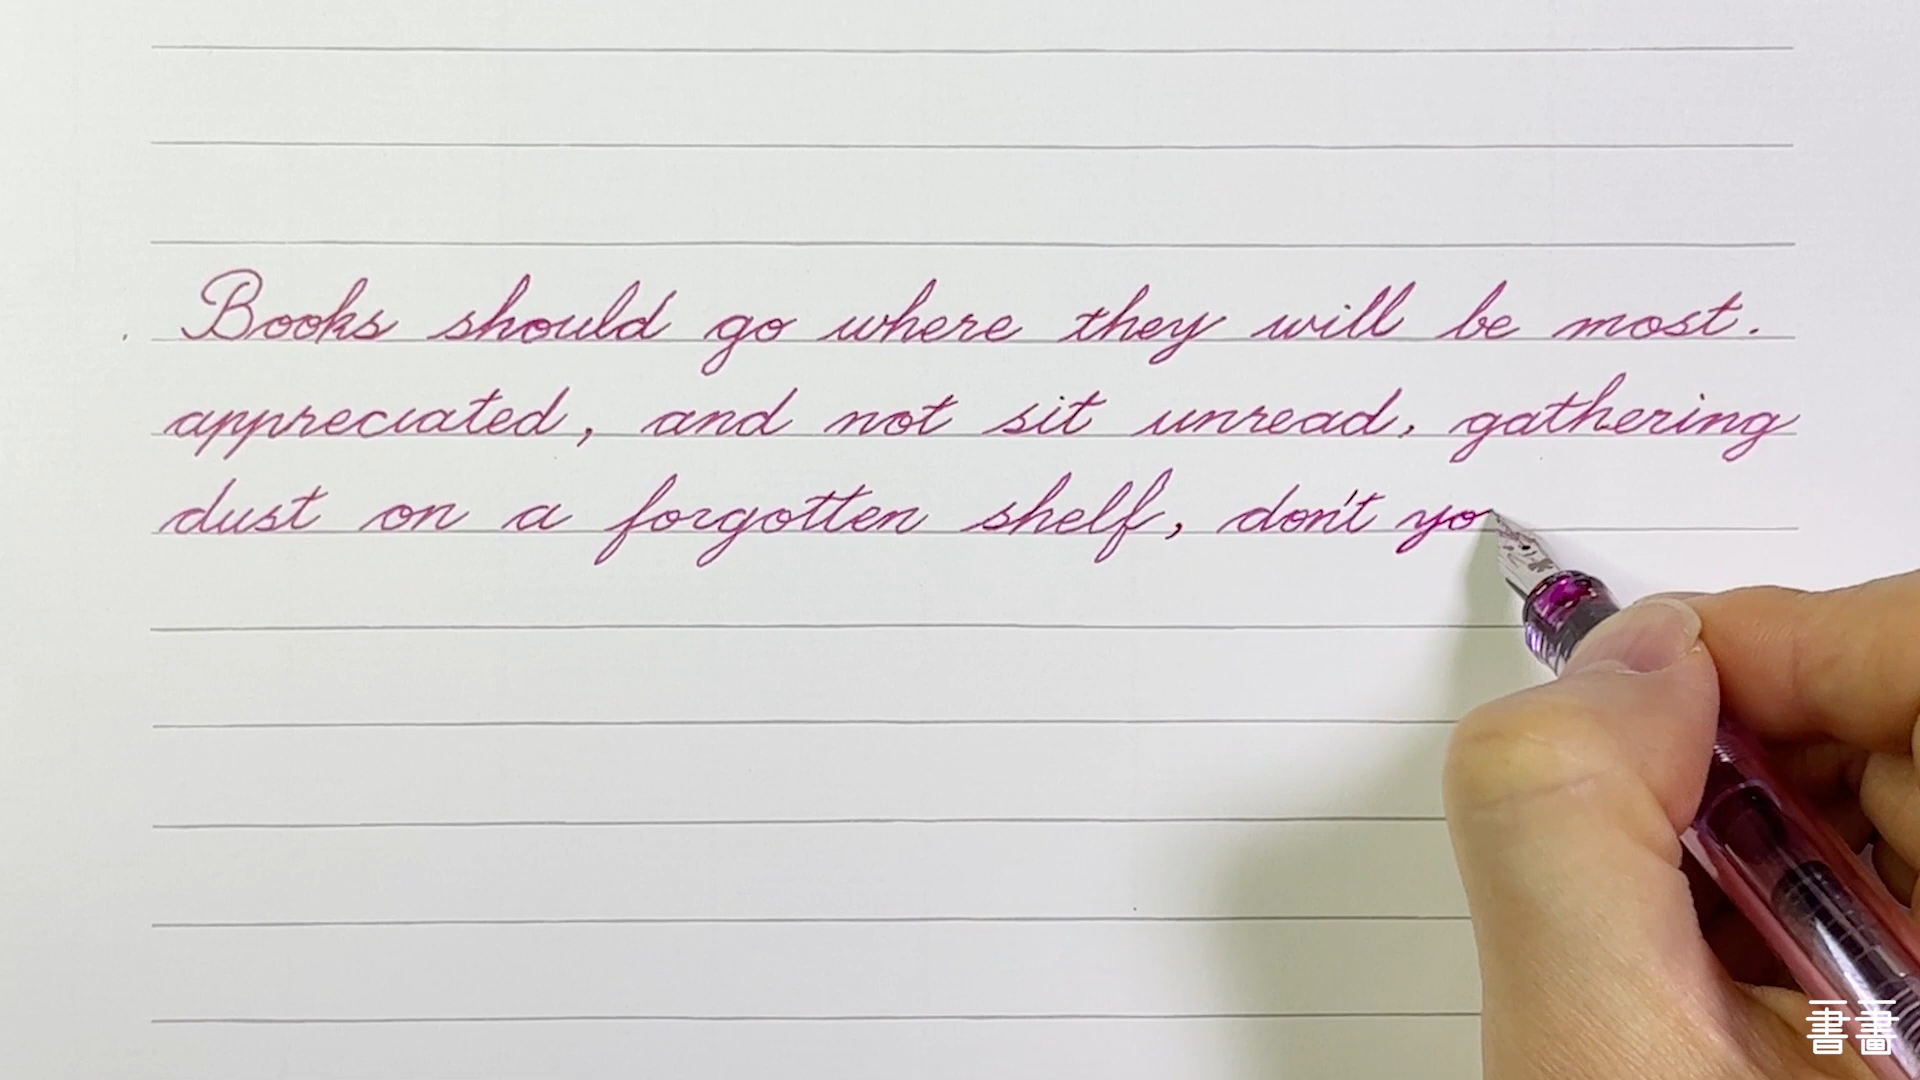 Books should go where they will be most.
appreciated, and not sit unread, gathering
dust on a forgotten shelf, don't yo
書畫